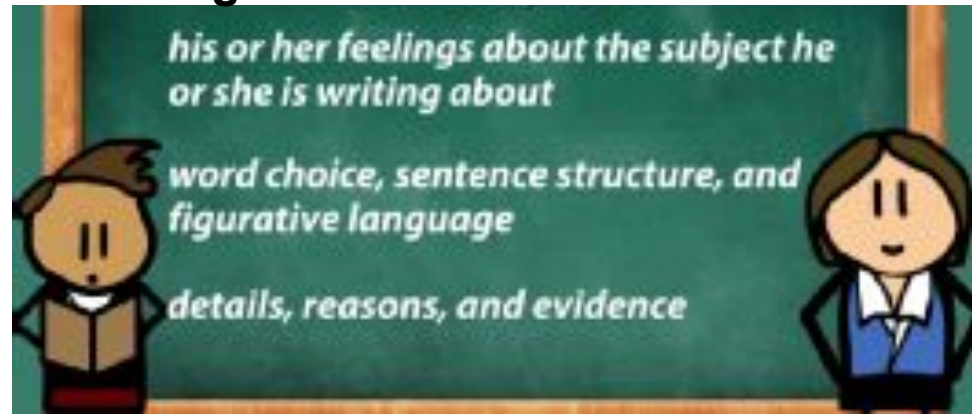 his or her feelings about the subject he
or she is writing about
word choice, sentence structure, and
figurative language
details, reasons, and evidence